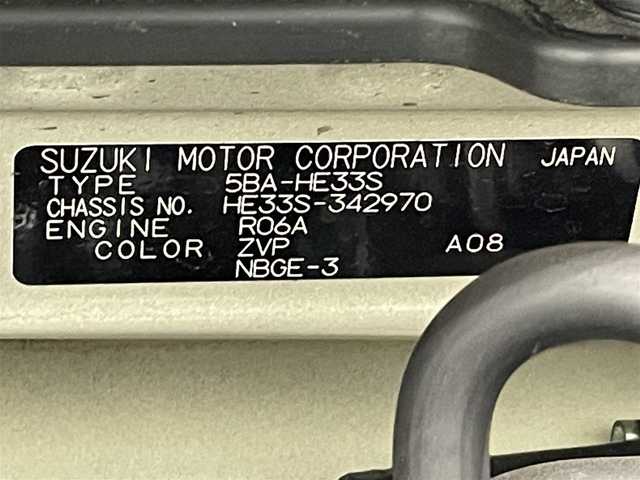 SUZUKI MOTOR CORPORATION JAPAN
TYPE 5BA-HE33S
CHASSIS NO. HE33S-342970
ENGINE R06A
COLOR ZVP A08
NBGE-3